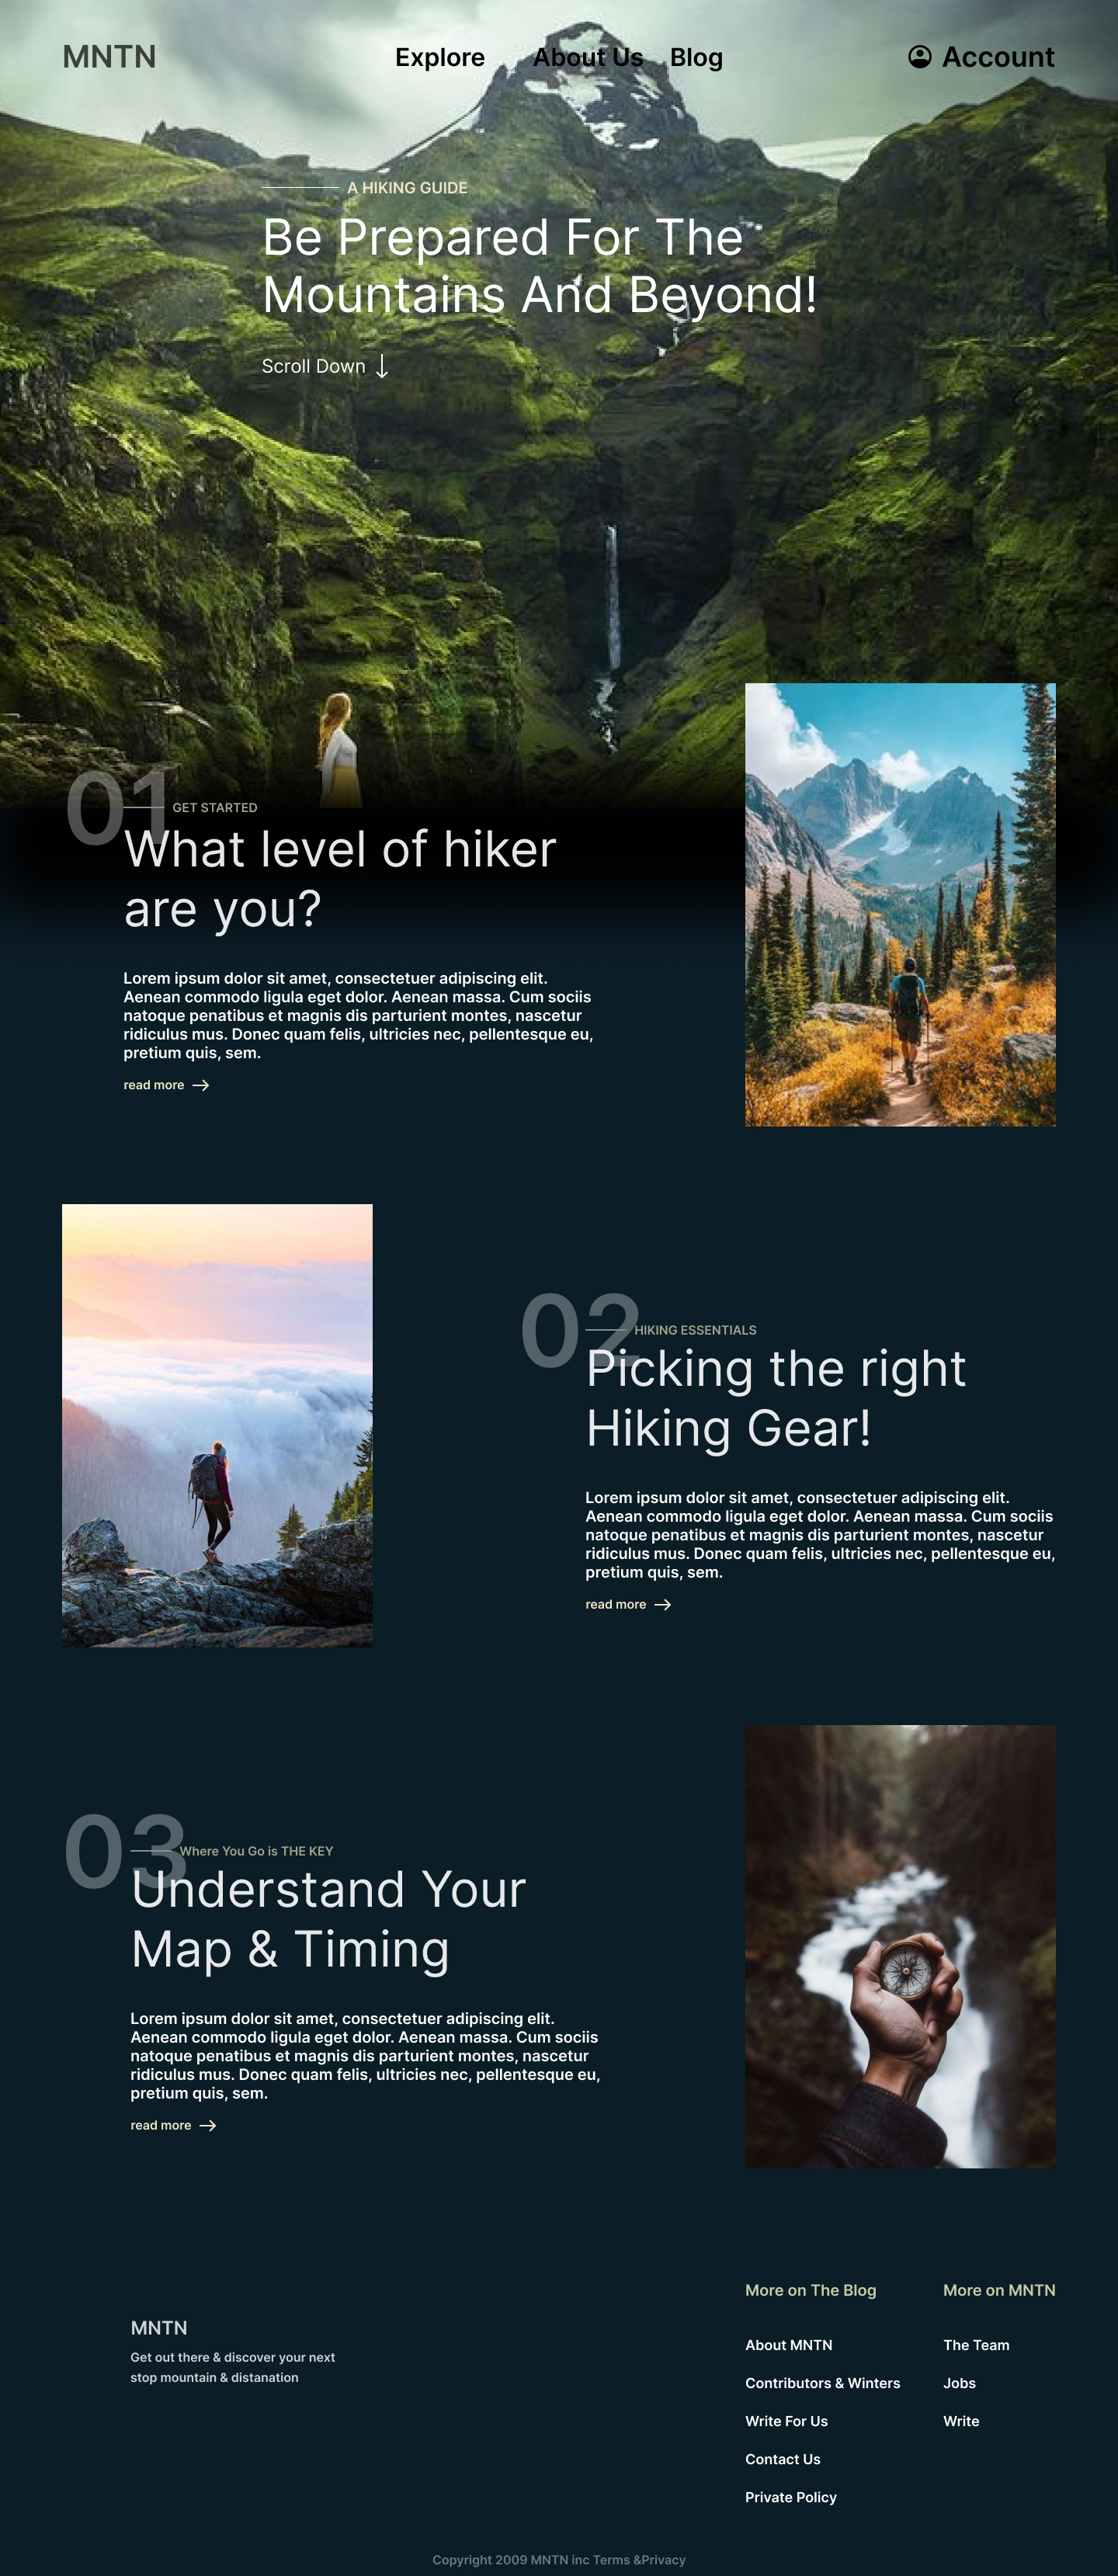 MNTN
Explore
About Us
Blog
Account
A HIKING GUIDE
Be Prepared For The
Mountains And Beyond!
Scroll Down
01
GET STARTED
What level of hiker
are you?
Lorem ipsum dolor sit amet, consectetuer adipiscing elit.
Aenean commodo ligula eget dolor. Aenean massa. Cum sociis
natoque penatibus et magnis dis parturient montes, nascetur
ridiculus mus. Donec quam felis, ultricies nec, pellentesque eu,
pretium quis, sem.
read more
02
HIKING ESSENTIALS
Picking the right
Hiking Gear!
Lorem ipsum dolor sit amet, consectetuer adipiscing elit.
Aenean commodo ligula eget dolor. Aenean massa. Cum sociis
natoque penatibus et magnis dis parturient montes, nascetur
ridiculus mus. Donec quam felis, ultricies nec, pellentesque eu,
pretium quis, sem.
read more
03
Where You Go is THE KEY
Understand Your
Map & Timing
Lorem ipsum dolor sit amet, consectetuer adipiscing elit.
Aenean commodo ligula eget dolor. Aenean massa. Cum sociis
natoque penatibus et magnis dis parturient montes, nascetur
ridiculus mus. Donec quam felis, ultricies nec, pellentesque eu,
pretium quis, sem.
read more
MNTN
Get out there & discover your next
stop mountain & distanation
More on The Blog
About MNTN
Contributors & Winters
Write For Us
Contact Us
Private Policy
More on MNTN
The Team
Jobs
Write
Copyright 2009 MNTN inc Terms &Privacy